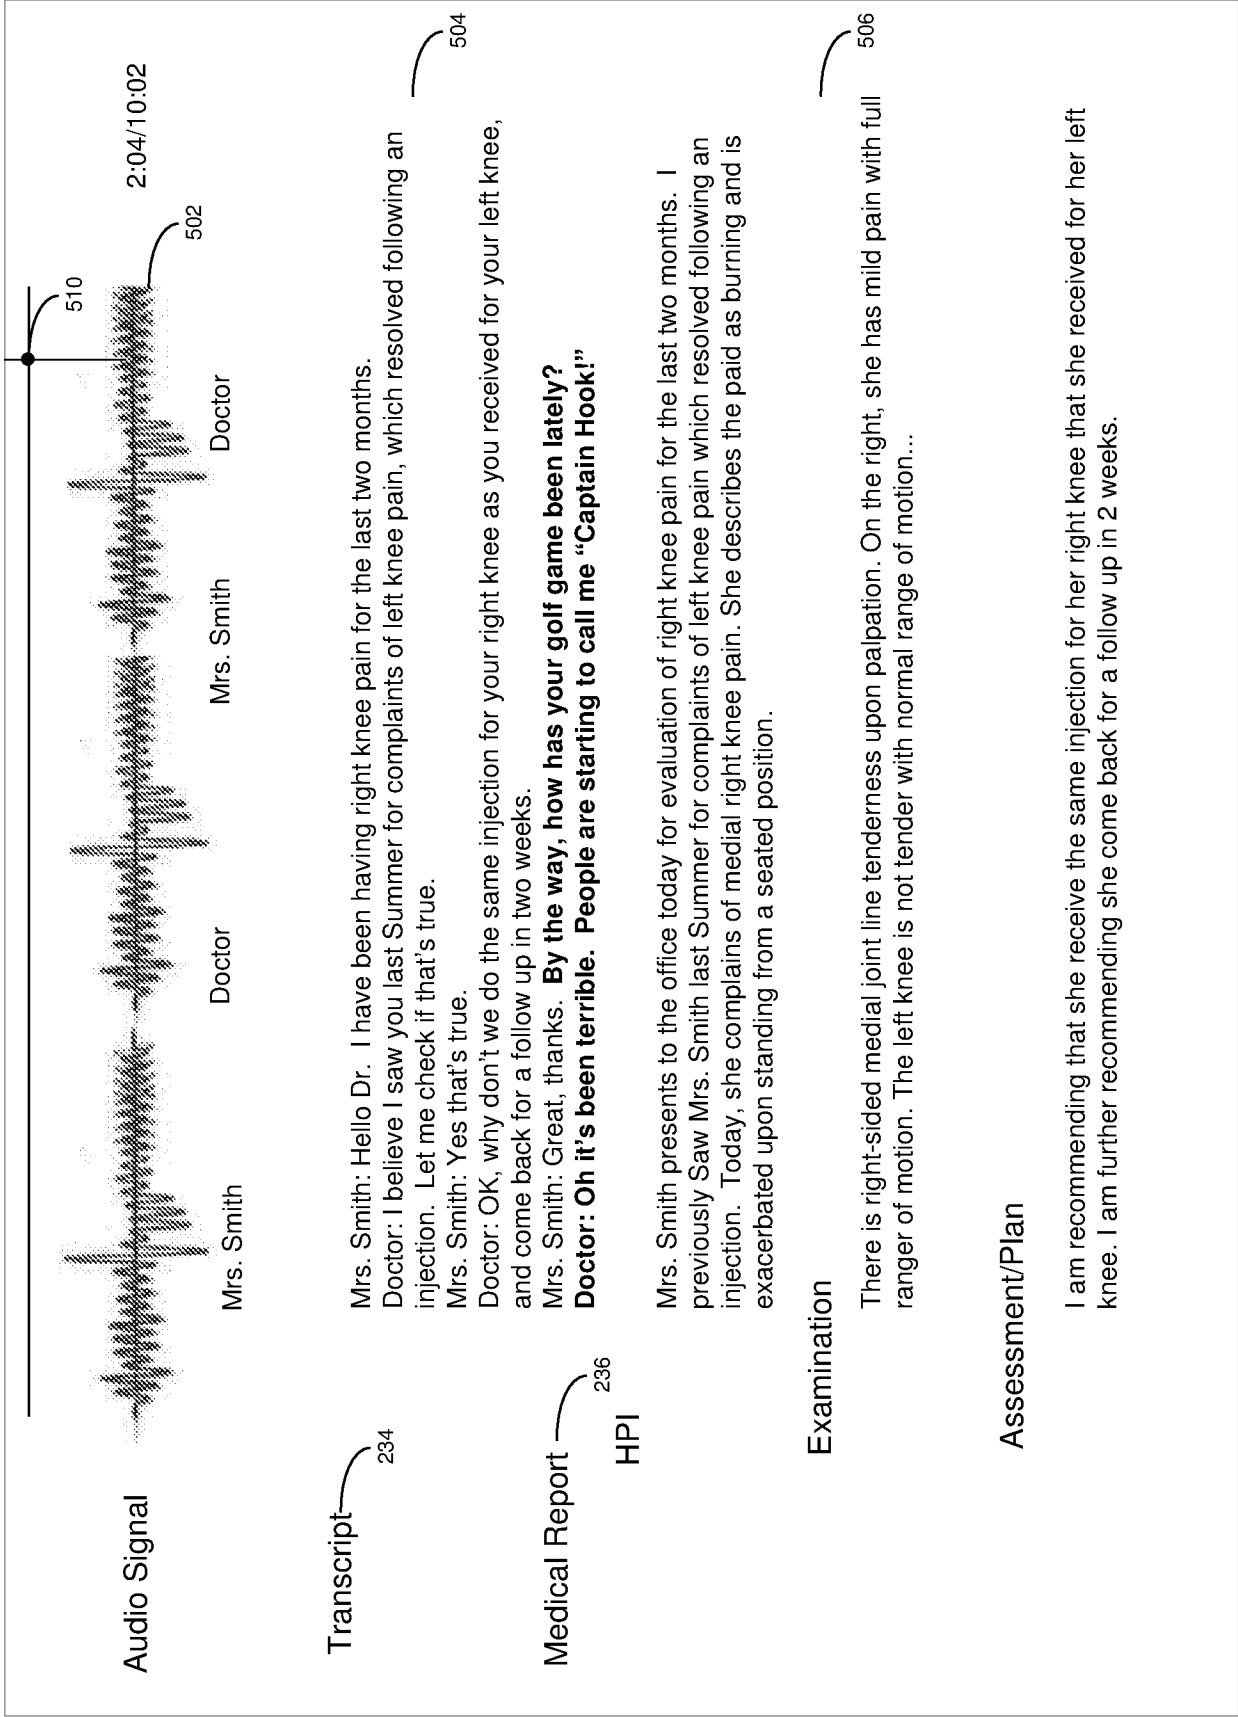 510
Audio Signal
2:04/10:02
502
Mrs. Smith
Doctor
Mrs. Smith
Doctor
Transcript
234
Mrs. Smith: Hello Dr.  I have been having right knee pain for the last two months.
Doctor: I believe I saw you last Summer for complaints of left knee pain, which resolved following an
injection.  Let me check if that's true.
504
Mrs. Smith: Yes that's true.
Doctor: OK, why don't we do the same injection for your right knee as you received for your left knee,
and come back for a follow up in two weeks.
Mrs. Smith: Great, thanks.  By the way, how has your golf game been lately?
Doctor: Oh it's been terrible.  People are starting to call me “Captain Hook!”
Medical Report
236
HPI
Mrs. Smith presents to the office today for evaluation of right knee pain for the last two months.  I
previously Saw Mrs. Smith last Summer for complaints of left knee pain which resolved following an
injection.  Today, she complains of medial right knee pain. She describes the paid as burning and is
exacerbated upon standing from a seated position.
Examination
506
There is right-sided medial joint line tenderness upon palpation. On the right, she has mild pain with full
ranger of motion. The left knee is not tender with normal range of motion...
Assessment/Plan
I am recommending that she receive the same injection for her right knee that she received for her left
knee. I am further recommending she come back for a follow up in 2 weeks.